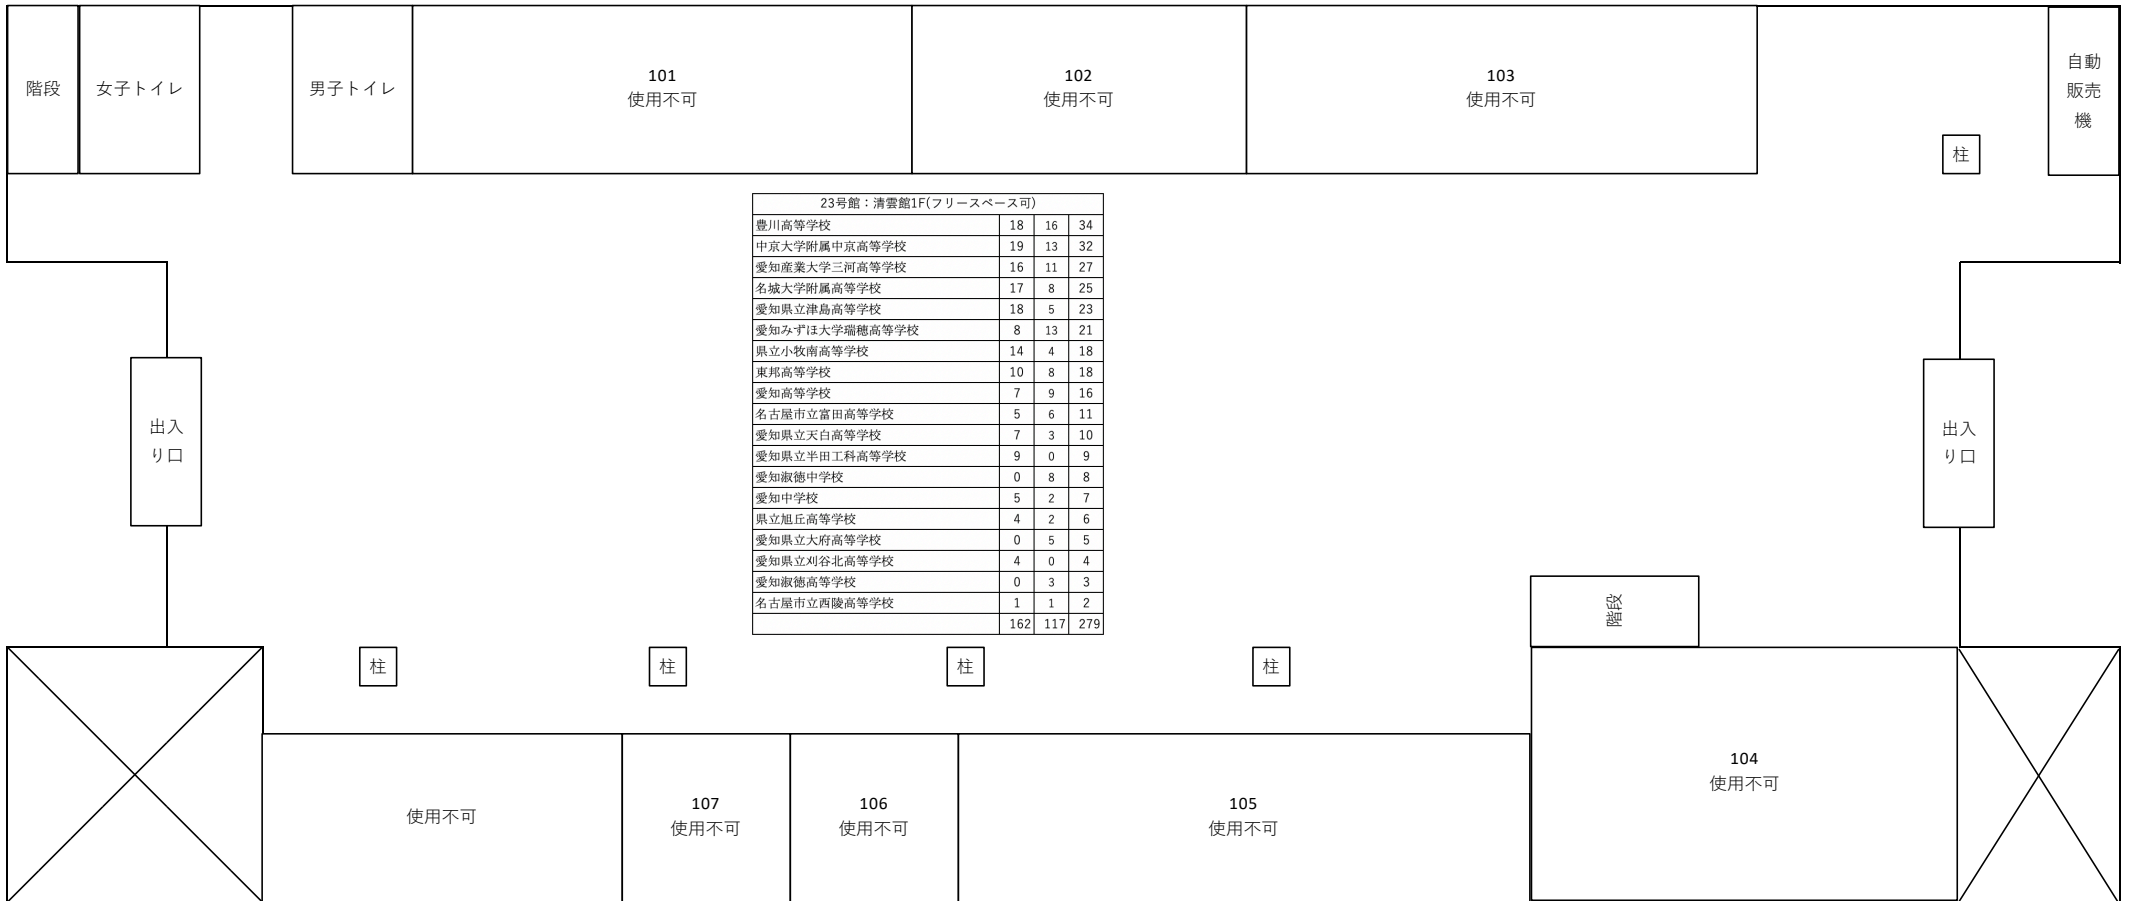 階段
女子トイレ
男子トイレ
101
使用不可
102
使用不可
103
使用不可
自動
販売
機
柱
23号館：清雲館1F(フリースペース可)
豊川高等学校 18 16 34
中京大学附属中京高等学校 19 13 32
愛知産業大学三河高等学校 16 11 27
名城大学附属高等学校 17 8 25
愛知県立津島高等学校 18 5 23
愛知みずほ大学瑞穂高等学校 8 13 21
県立小牧南高等学校 14 4 18
東邦高等学校 10 8 18
愛知高等学校 7 9 16
名古屋市立富田高等学校 5 6 11
愛知県立天白高等学校 7 3 10
愛知県立半田工科高等学校 9 0 9
愛知淑徳中学校 0 8 8
愛知中学校 5 2 7
県立旭丘高等学校 4 2 6
愛知県立大府高等学校 0 5 5
愛知県立刈谷北高等学校 4 0 4
愛知淑徳高等学校 0 3 3
名古屋市立西陵高等学校 1 1 2
162 117 279
出入
り口
出入
り口
階段
柱
柱
柱
柱
使用不可
107
使用不可
106
使用不可
105
使用不可
104
使用不可